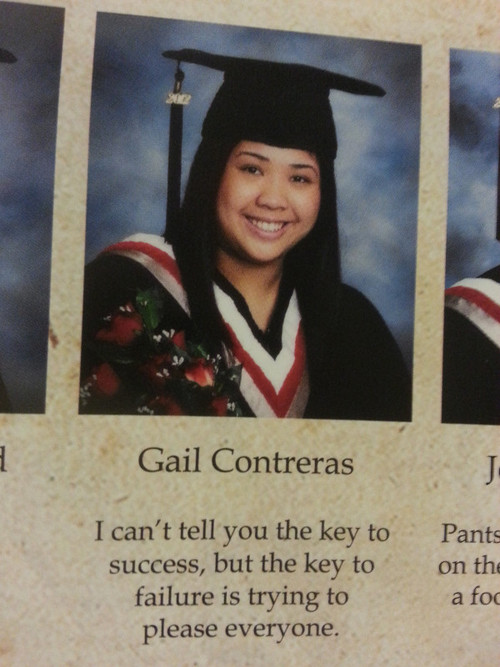 Gail Contreras
I can't tell you the key to
success, but the key to
failure is trying to
please everyone.
Pants
on the
a foo